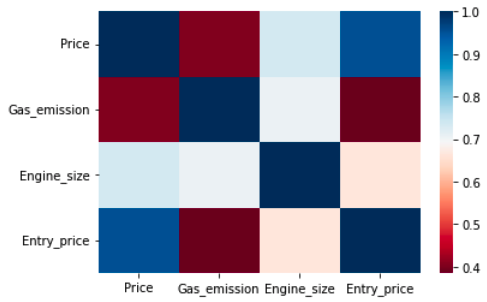 Price
Gas_emission
Engine_size
Entry_price
Price Gas_emission Engine_size Entry_price
1.0
0.9
0.8
0.7
0.6
0.5
0.4